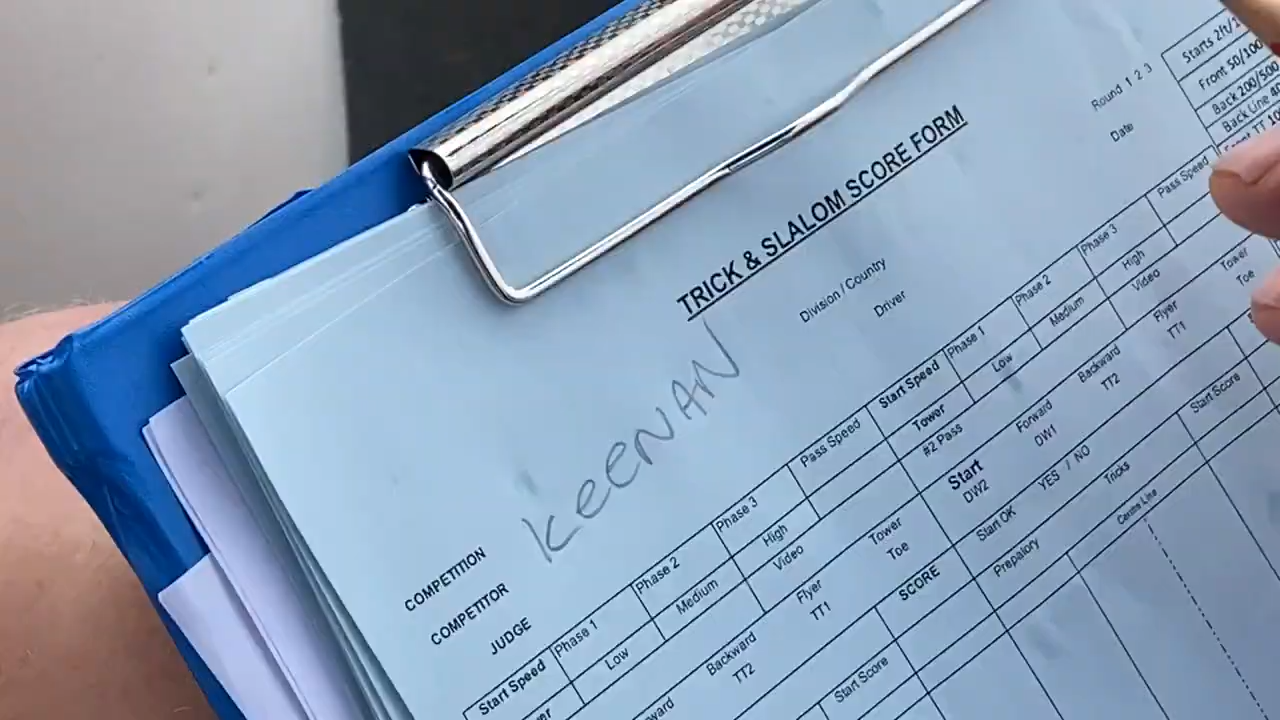 TRICK & SLALOM SCORE FORM
Round 1 2 3
Date
COMPETITION
COMPETITOR KEENAN
JUDGE
Division / Country
Driver
Starts 2ft/
Front 50/100
Back 200/500
Back Line
TT
Start Speed Phase 1 Phase 2 Phase 3 Pass Speed
Low Medium High Tower
Video #2 Pass
Backward Flyer Tower Start
TT2 TT1 Toe DW2
SCORE Start OK YES / NO
Start Score Prepalory Tricks
Centre Line
Start Speed Phase 1 Phase 2 Phase 3 Pass Speed
Low Medium High
Video
Forward Backward Flyer Tower
DW1 TT2 TT1 Toe
Start Score